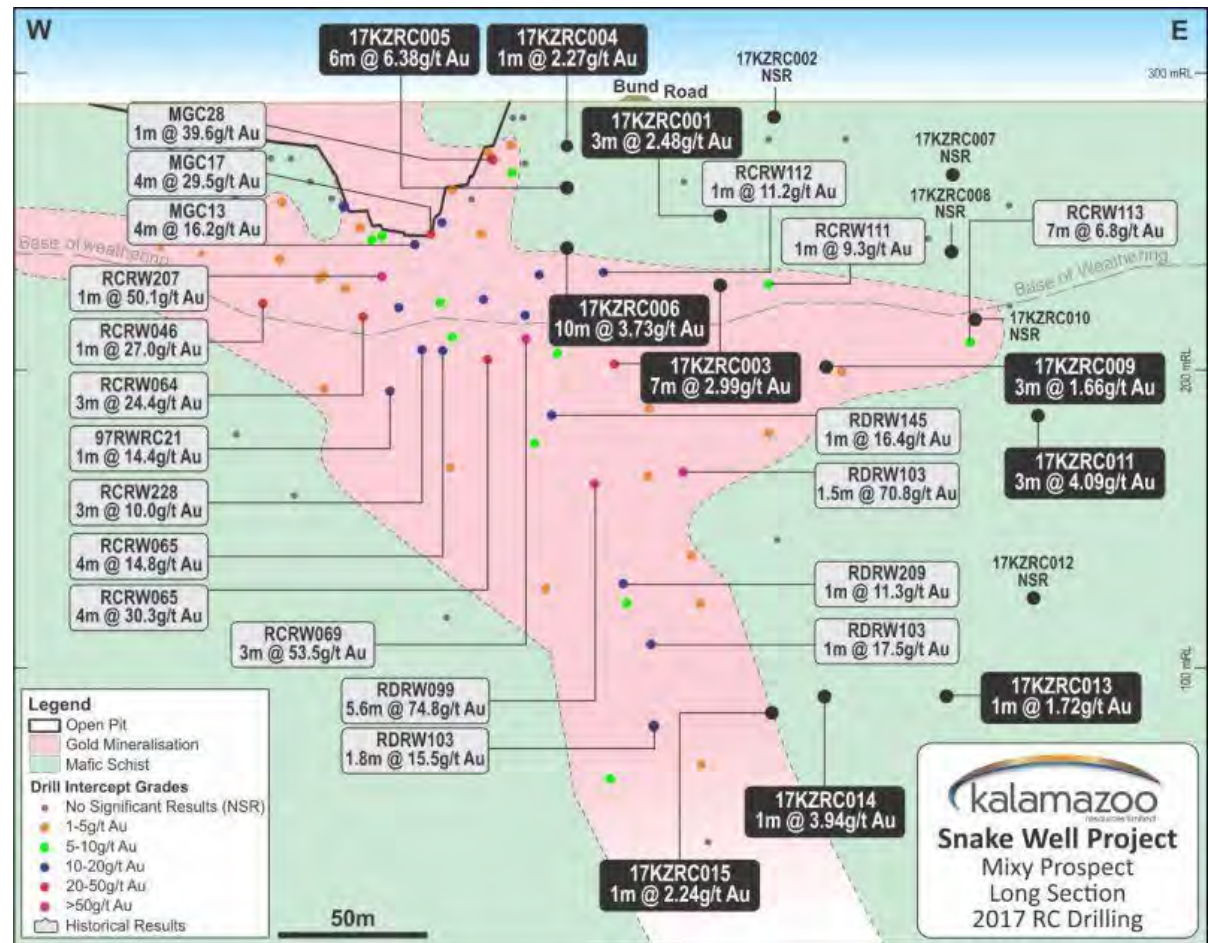 W
E
17KZRC005
6m @ 6.38g/t Au
17KZRC004
1m @ 2.27g/t Au
17KZRC002
NSR
300 mRL
Bund Road
MGC28
1m @ 39.6g/t Au
17KZRC001
3m @ 2.48g/t Au
17KZRC007
NSR
MGC17
4m @ 29.5g/t Au
RCRW112
1m @ 11.2g/t Au
17KZRC008
NSR
MGC13
4m @ 16.2g/t Au
RCRW111
1m @ 9.3g/t Au
RCRW113
7m @ 6.8g/t Au
Base of weathering
Base of Weathering
RCRW207
1m @ 50.1g/t Au
17KZRC006
10m @ 3.73g/t Au
17KZRC010
NSR
RCRW046
1m @ 27.0g/t Au
17KZRC003
7m @ 2.99g/t Au
17KZRC009
3m @ 1.66g/t Au
200 mRL
RCRW064
3m @ 24.4g/t Au
RDRW145
1m @ 16.4g/t Au
97RWRC21
1m @ 14.4g/t Au
17KZRC011
3m @ 4.09g/t Au
RDRW103
1.5m @ 70.8g/t Au
RCRW228
3m @ 10.0g/t Au
RCRW065
4m @ 14.8g/t Au
17KZRC012
NSR
RDRW209
1m @ 11.3g/t Au
RCRW065
4m @ 30.3g/t Au
RCRW069
3m @ 53.5g/t Au
RDRW103
1m @ 17.5g/t Au
100 mRL
RDRW099
5.6m @ 74.8g/t Au
17KZRC013
1m @ 1.72g/t Au
RDRW103
1.8m @ 15.5g/t Au
17KZRC014
1m @ 3.94g/t Au
17KZRC015
1m @ 2.24g/t Au
Legend
Open Pit
Gold Mineralisation
Mafic Schist
Drill Intercept Grades
No Significant Results (NSR)
1-5g/t Au
5-10g/t Au
10-20g/t Au
20-50g/t Au
>50g/t Au
Historical Results
50m
kalamazoo
resources limited
Snake Well Project
Mixy Prospect
Long Section
2017 RC Drilling